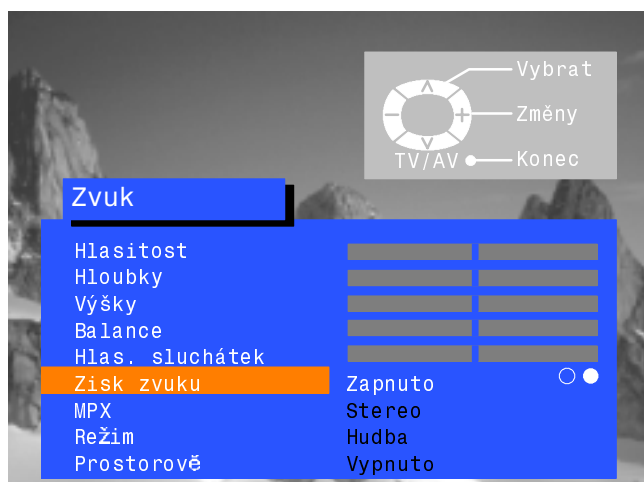 Vybrat
Změny
TV/AV Konec
Zvuk
Hlasitost
Hloubky
Výšky
Balance
Hlas. sluchátek
Zisk zvuku Zapnuto
MPX Stereo
Režim Hudba
Prostorově Vypnuto